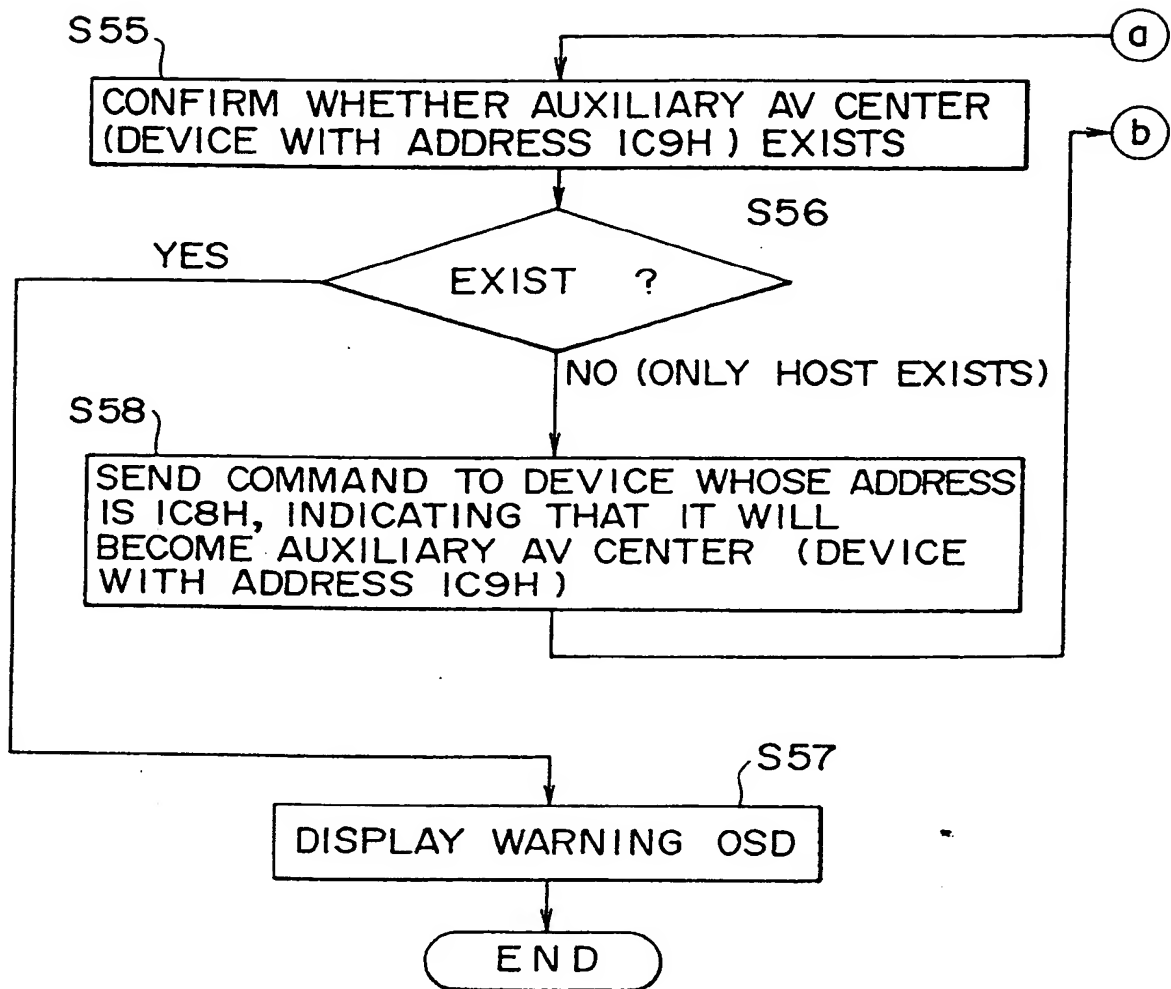 S55
a
CONFIRM WHETHER AUXILIARY AV CENTER
(DEVICE WITH ADDRESS IC9H) EXISTS
b
S56
YES
EXIST ?
NO (ONLY HOST EXISTS)
S58
SEND COMMAND TO DEVICE WHOSE ADDRESS
IS IC8H, INDICATING THAT IT WILL
BECOME AUXILIARY AV CENTER (DEVICE
WITH ADDRESS IC9H)
S57
DISPLAY WARNING OSD
END